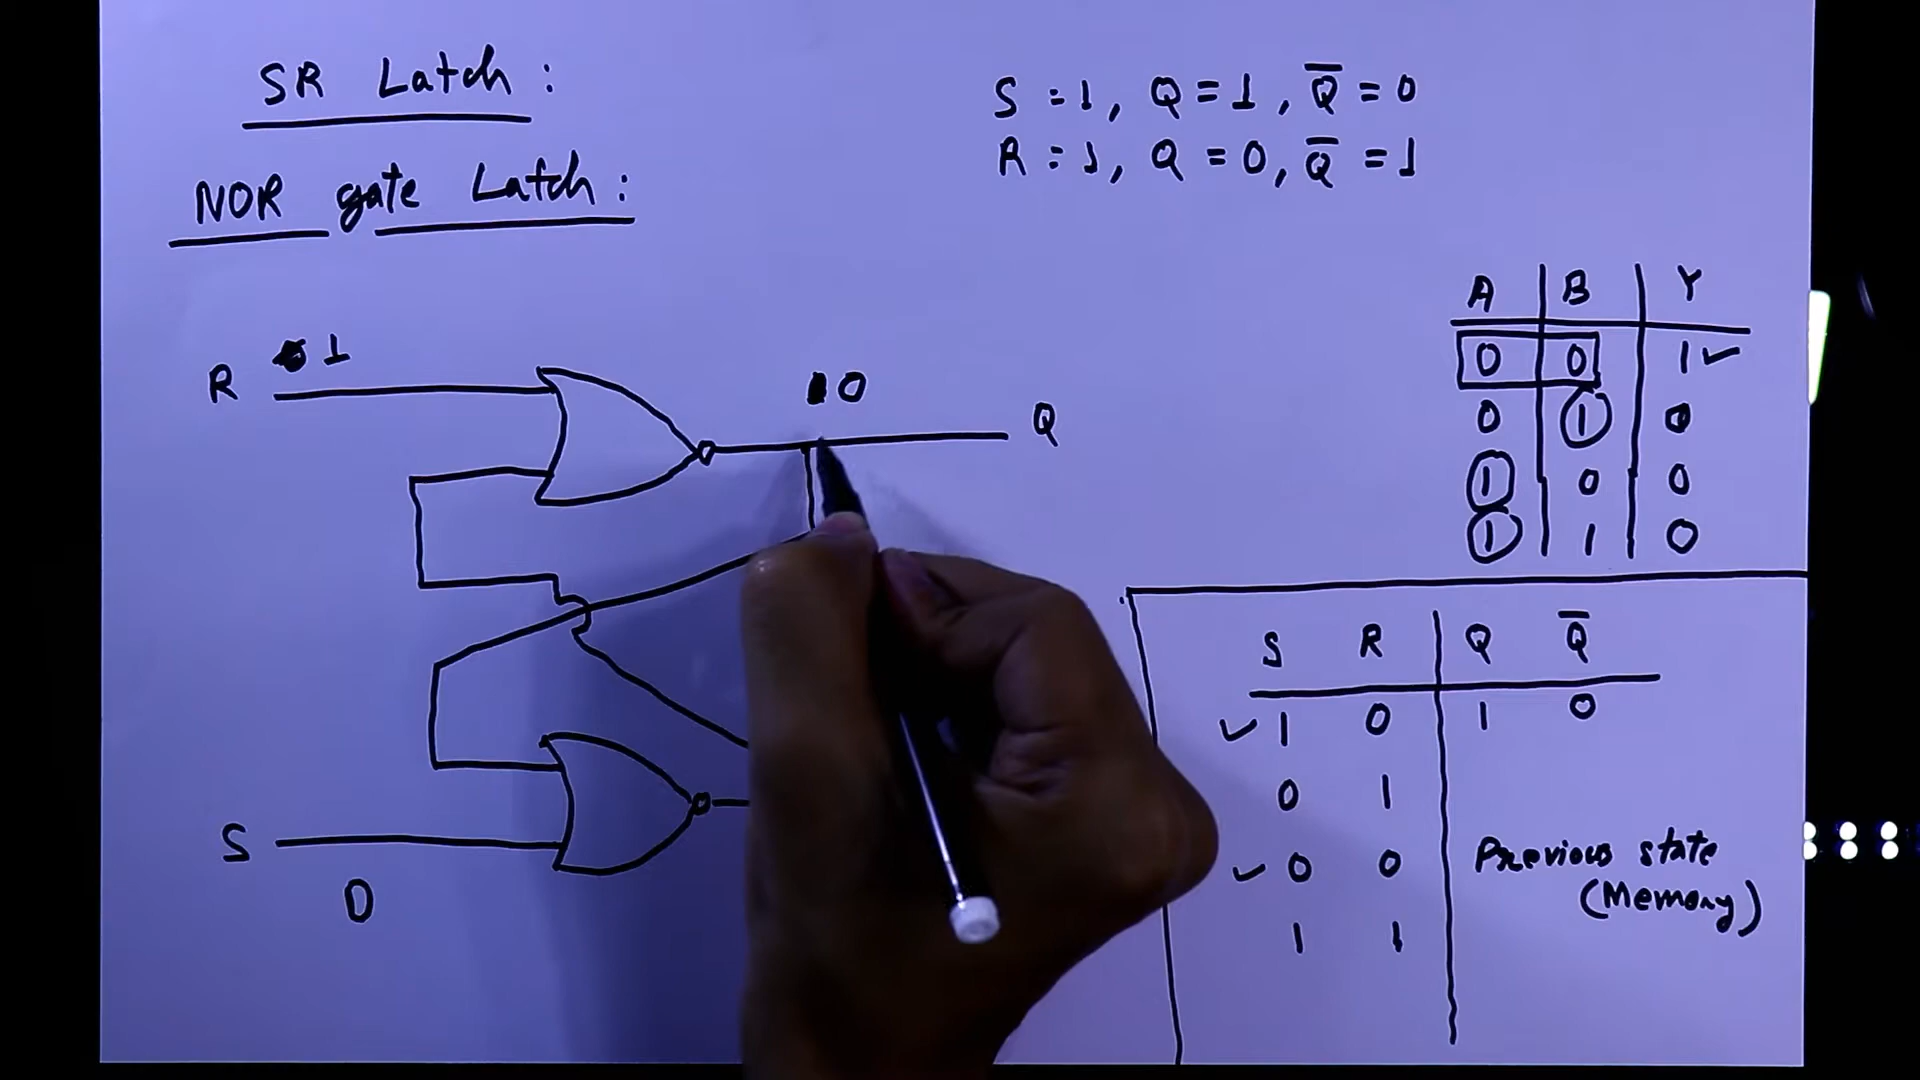 SR Latch:
NOR gate Latch:
S = 1, Q = 1, Q̅ = 0
R = 1, Q = 0, Q̅ = 1
A B Y
0 0 1 ✓
0 1 0
1 0 0
1 1 0
R 1
0
Q
S
0
S R Q Q̅
✓ 1 0 1 0
0 1
✓ 0 0 Previous state
(Memory)
1 1